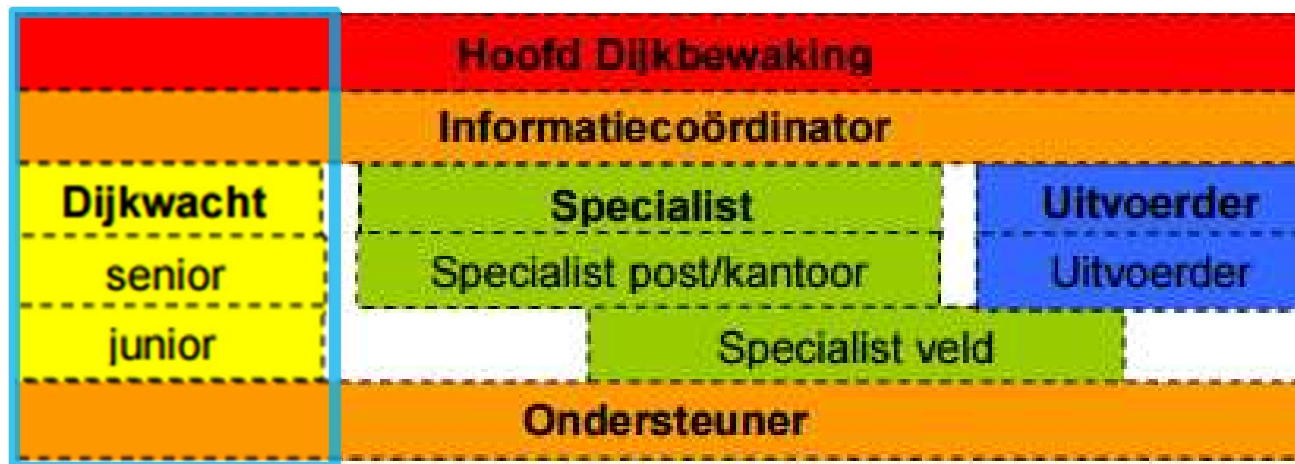 Hoofd Dijkbewaking
Informatiecoördinator
Dijkwacht
senior
junior
Specialist
Specialist post/kantoor
Specialist veld
Uitvoerder
Uitvoerder
Ondersteuner